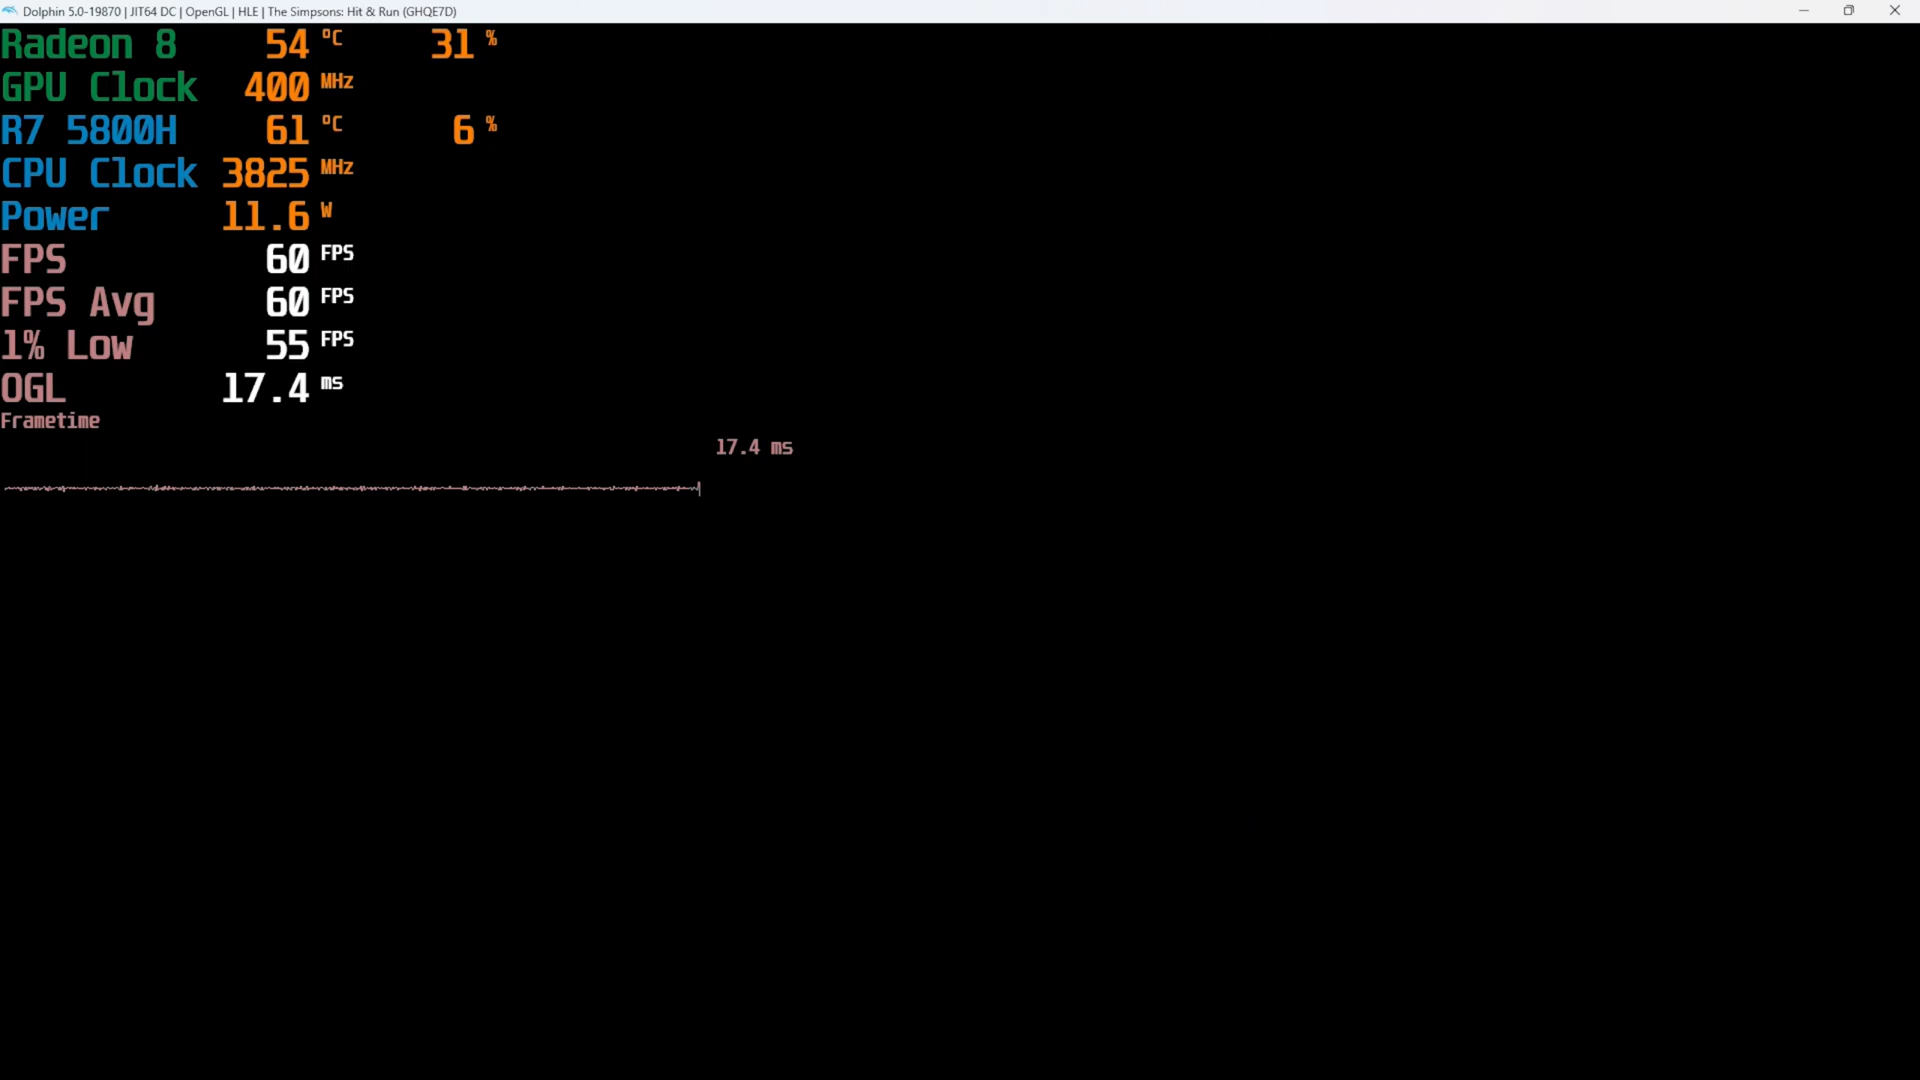 Dolphin 5.0-19870 | JIT64 DC | OpenGL | HLE | The Simpsons: Hit & Run (GHQE7D)
Radeon 8 54 °C 31 %
GPU Clock 400 MHz
R7 5800H 61 °C 6 %
CPU Clock 3825 MHz
Power 11.6 W
FPS 60 FPS
FPS Avg 60 FPS
1% Low 55 FPS
OGL 17.4 ms
Frametime
17.4 ms